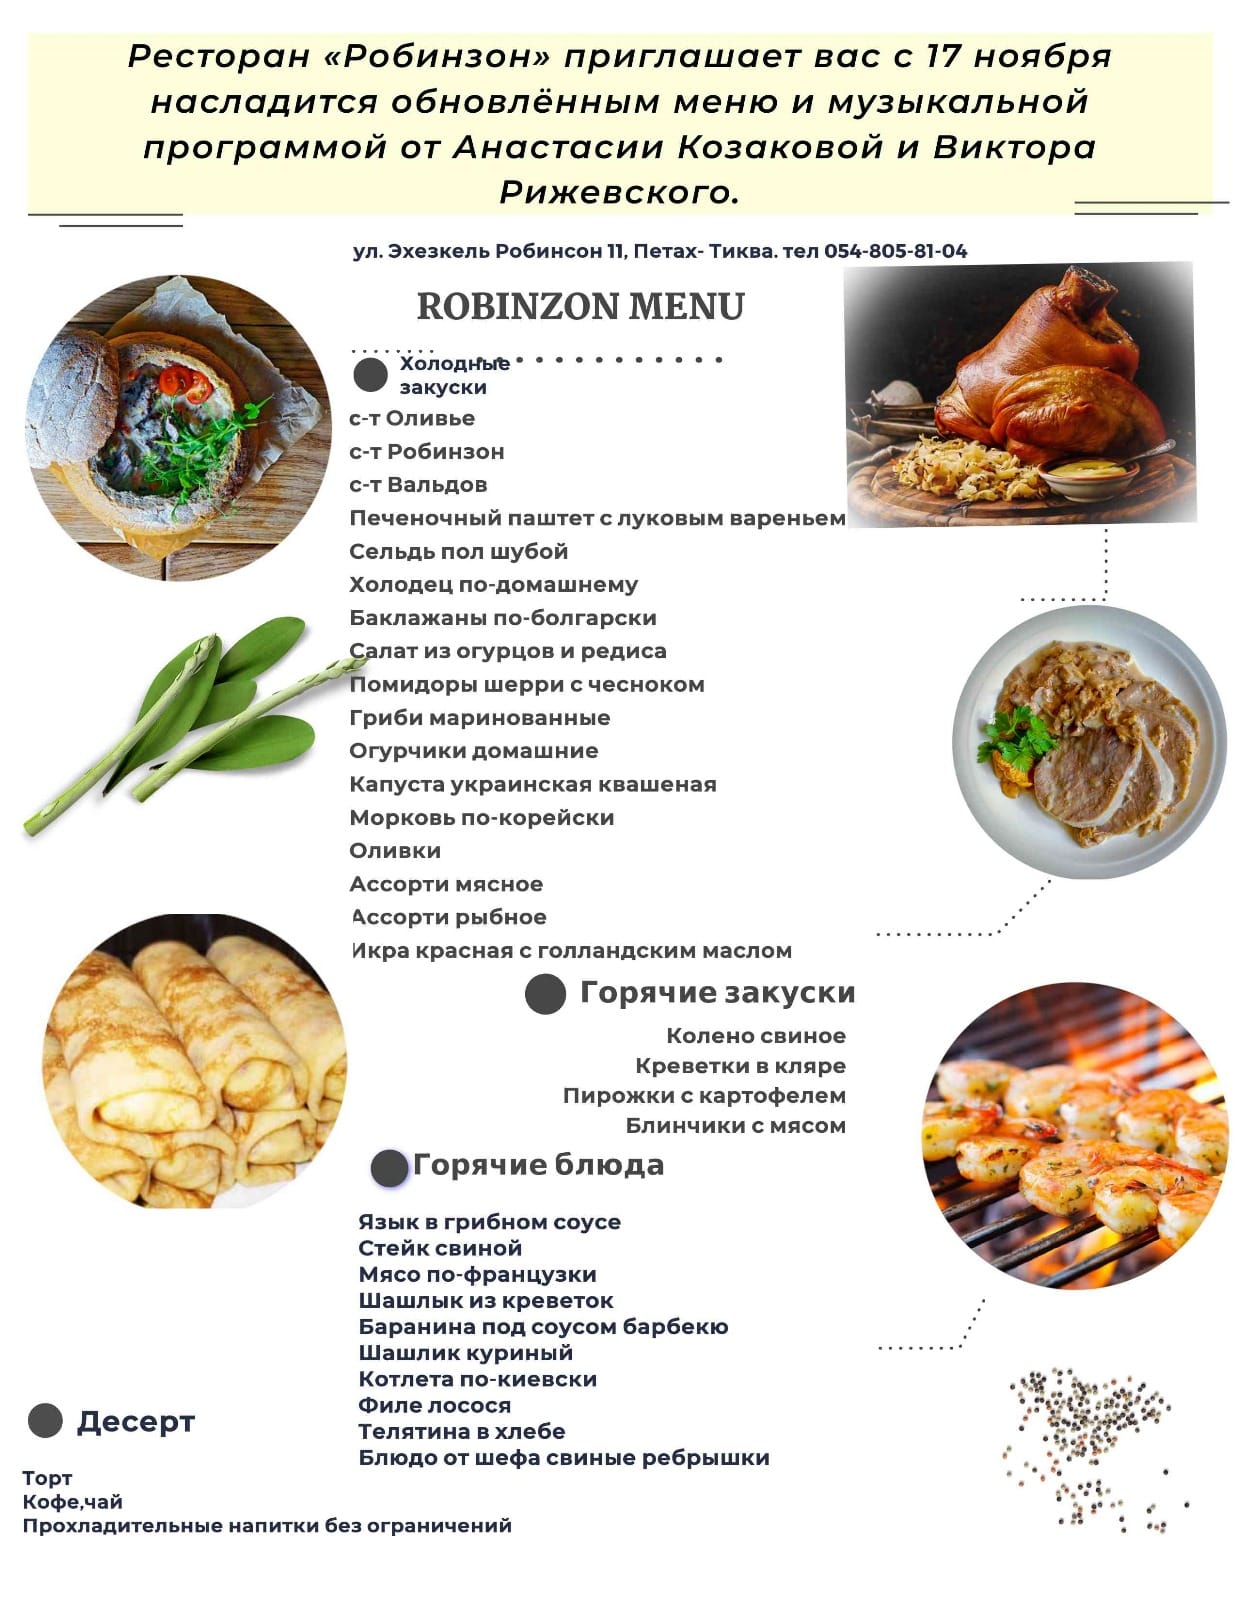 Ресторан «Робинзон» приглашает вас с 17 ноября
насладится обновлённым меню и музыкальной
программой от Анастасии Козаковой и Виктора
Рижевского.
ул. Эхезкель Робинсон 11, Петах- Тиква. тел 054-805-81-04
ROBINZON MENU
Холодные
закуски
с-т Оливье
с-т Робинзон
с-т Вальдов
Печеночный паштет с луковым вареньем
Сельдь пол шубой
Холодец по-домашнему
Баклажаны по-болгарски
Салат из огурцов и редиса
Помидоры шерри с чесноком
Гриби маринованные
Огурчики домашние
Капуста украинская квашеная
Морковь по-корейски
Оливки
Ассорти мясное
Ассорти рыбное
Икра красная с голландским маслом
Горячие закуски
Колено свиное
Креветки в кляре
Пирожки с картофелем
Блинчики с мясом
Горячие блюда
Язык в грибном соусе
Стейк свиной
Мясо по-французки
Шашлык из креветок
Баранина под соусом барбекю
Шашлик куриный
Котлета по-киевски
Филе лосося
Телятина в хлебе
Блюдо от шефа свиные ребрышки
Десерт
Торт
Кофе,чай
Прохладительные напитки без ограничений